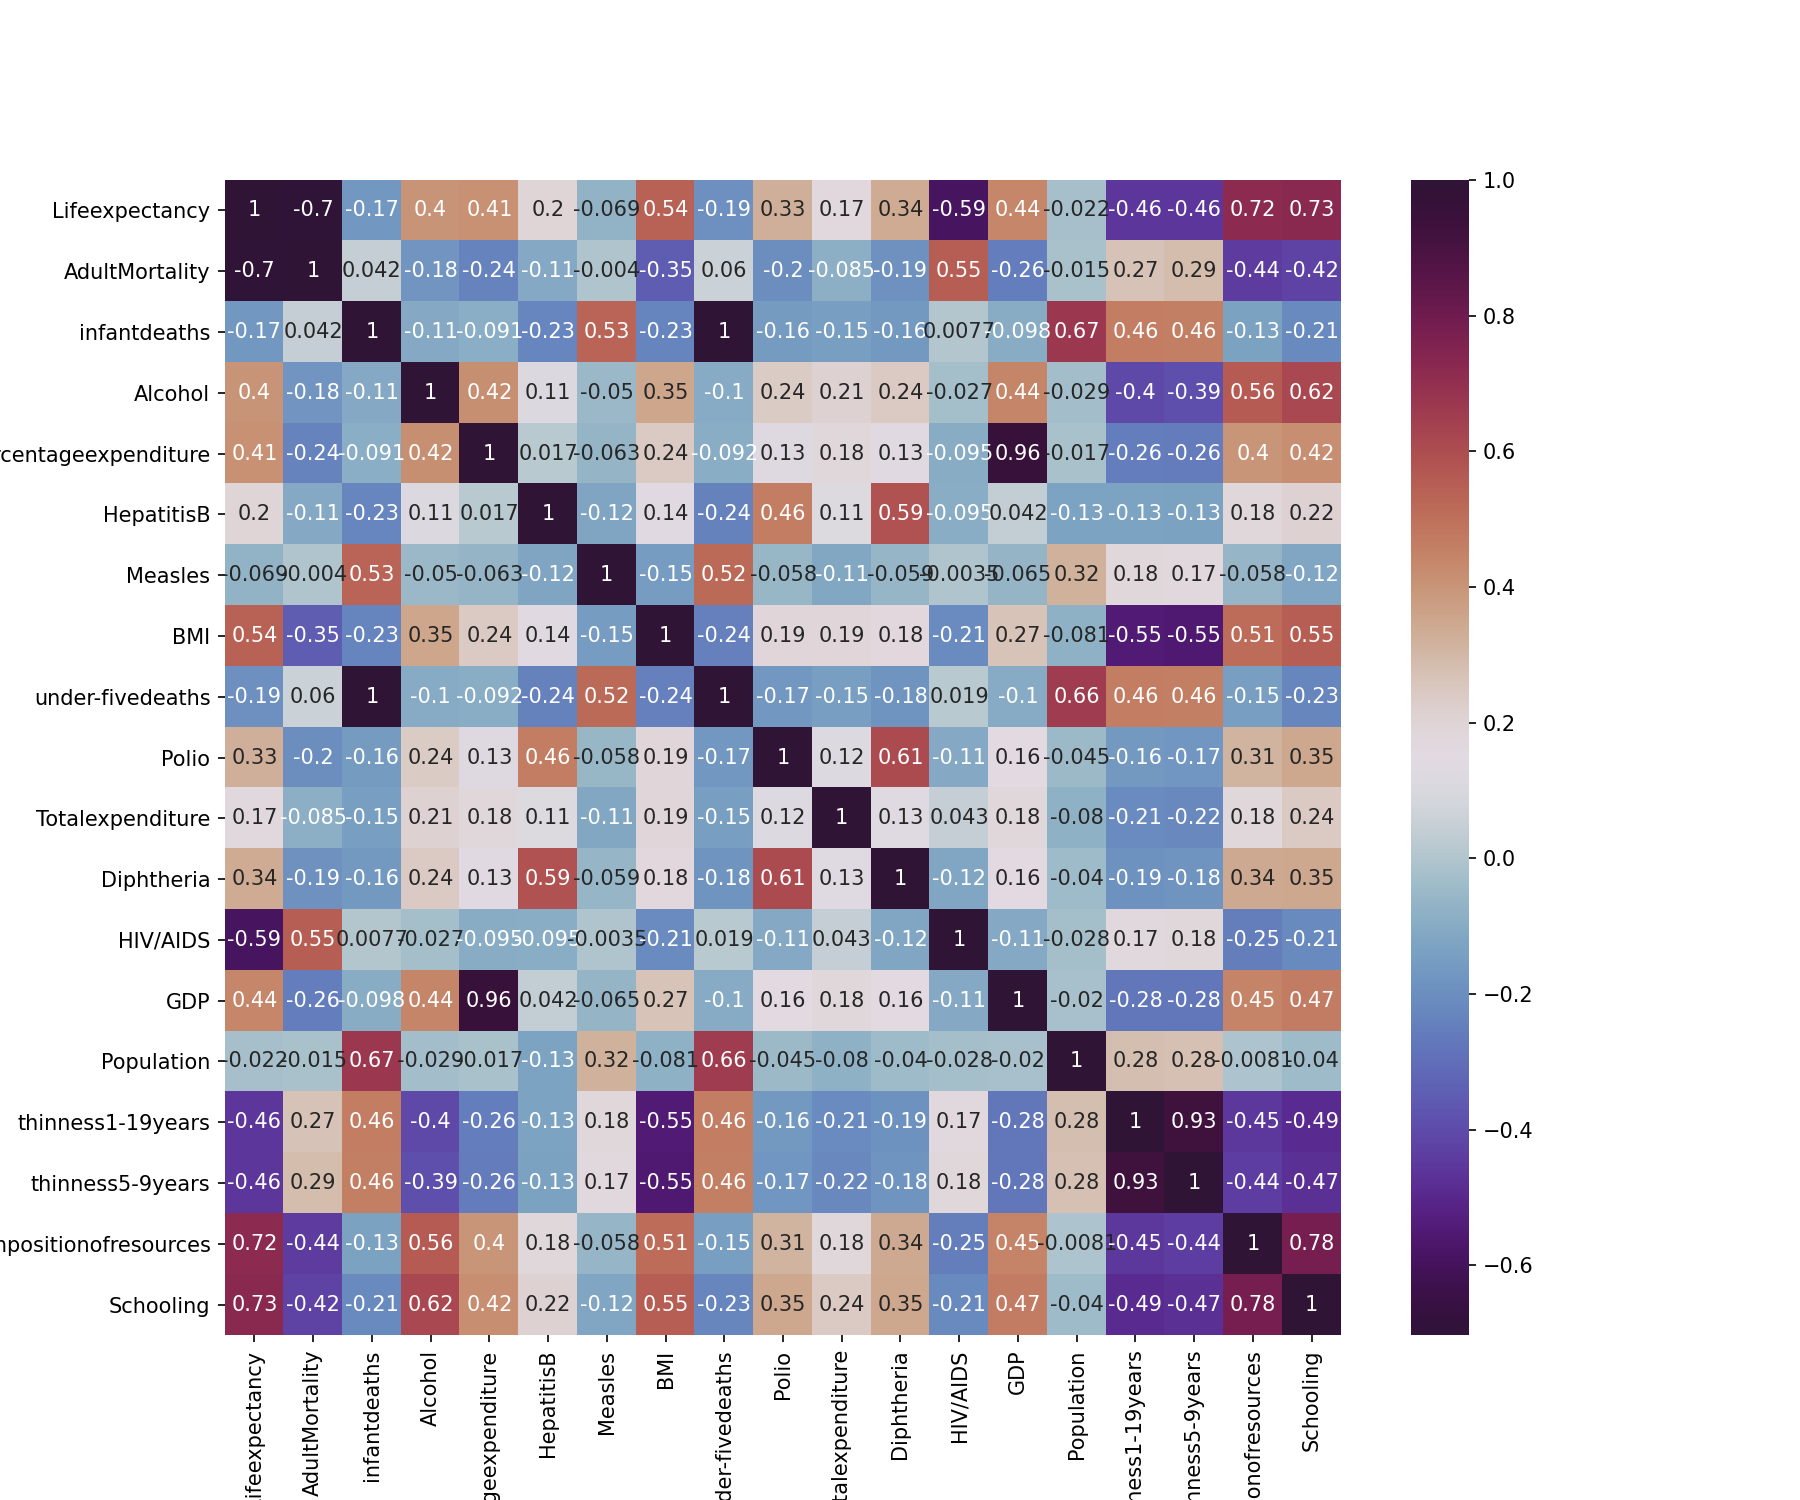 Lifeexpectancy 1 -0.7 -0.17 0.4 0.41 0.2 -0.069 0.54 -0.19 0.33 0.17 0.34 -0.59 0.44 -0.022 -0.46 -0.46 0.72 0.73
AdultMortality -0.7 1 0.042 -0.18 -0.24 -0.11 -0.004 -0.35 0.06 -0.2 -0.085 -0.19 0.55 -0.26 -0.015 0.27 0.29 -0.44 -0.42
infantdeaths -0.17 0.042 1 -0.11 -0.091 -0.23 0.53 -0.23 1 -0.16 -0.15 -0.16 0.0077 -0.098 0.67 0.46 0.46 -0.13 -0.21
Alcohol 0.4 -0.18 -0.11 1 0.42 0.11 -0.05 0.35 -0.1 0.24 0.21 0.24 -0.027 0.44 -0.029 -0.4 -0.39 0.56 0.62
centageexpenditure 0.41 -0.24 -0.091 0.42 1 0.017 -0.063 0.24 -0.092 0.13 0.18 0.13 -0.095 0.96 -0.017 -0.26 -0.26 0.4 0.42
HepatitisB 0.2 -0.11 -0.23 0.11 0.017 1 -0.12 0.14 -0.24 0.46 0.11 0.59 -0.095 0.042 -0.13 -0.13 -0.13 0.18 0.22
Measles -0.069 -0.004 0.53 -0.05 -0.063 -0.12 1 -0.15 0.52 -0.058 -0.11 -0.059 -0.0035 -0.065 0.32 0.18 0.17 -0.058 -0.12
BMI 0.54 -0.35 -0.23 0.35 0.24 0.14 -0.15 1 -0.24 0.19 0.19 0.18 -0.21 0.27 -0.081 -0.55 -0.55 0.51 0.55
under-fivedeaths -0.19 0.06 1 -0.1 -0.092 -0.24 0.52 -0.24 1 -0.17 -0.15 -0.18 0.019 -0.1 0.66 0.46 0.46 -0.15 -0.23
Polio 0.33 -0.2 -0.16 0.24 0.13 0.46 -0.058 0.19 -0.17 1 0.12 0.61 -0.11 0.16 -0.045 -0.16 -0.17 0.31 0.35
Totalexpenditure 0.17 -0.085 -0.15 0.21 0.18 0.11 -0.11 0.19 -0.15 0.12 1 0.13 0.043 0.18 -0.08 -0.21 -0.22 0.18 0.24
Diphtheria 0.34 -0.19 -0.16 0.24 0.13 0.59 -0.059 0.18 -0.18 0.61 0.13 1 -0.12 0.16 -0.04 -0.19 -0.18 0.34 0.35
HIV/AIDS -0.59 0.55 0.0077 -0.027 -0.095 -0.095 -0.0035 -0.21 0.019 -0.11 0.043 -0.12 1 -0.11 -0.028 0.17 0.18 -0.25 -0.21
GDP 0.44 -0.26 -0.098 0.44 0.96 0.042 -0.065 0.27 -0.1 0.16 0.18 0.16 -0.11 1 -0.02 -0.28 -0.28 0.45 0.47
Population -0.022 -0.015 0.67 -0.029 -0.017 -0.13 0.32 -0.081 0.66 -0.045 -0.08 -0.04 -0.028 -0.02 1 0.28 0.28 -0.0081 -0.04
thinness1-19years -0.46 0.27 0.46 -0.4 -0.26 -0.13 0.18 -0.55 0.46 -0.16 -0.21 -0.19 0.17 -0.28 0.28 1 0.93 -0.45 -0.49
thinness5-9years -0.46 0.29 0.46 -0.39 -0.26 -0.13 0.17 -0.55 0.46 -0.17 -0.22 -0.18 0.18 -0.28 0.28 0.93 1 -0.44 -0.47
positionofresources 0.72 -0.44 -0.13 0.56 0.4 0.18 -0.058 0.51 -0.15 0.31 0.18 0.34 -0.25 0.45 -0.0081 -0.45 -0.44 1 0.78
Schooling 0.73 -0.42 -0.21 0.62 0.42 0.22 -0.12 0.55 -0.23 0.35 0.24 0.35 -0.21 0.47 -0.04 -0.49 -0.47 0.78 1
ifeexpectancy
AdultMortality
infantdeaths
Alcohol
geexpenditure
HepatitisB
Measles
BMI
der-fivedeaths
Polio
talexpenditure
Diphtheria
HIV/AIDS
GDP
Population
ness1-19years
nness5-9years
onofresources
Schooling
1.0
0.8
0.6
0.4
0.2
0.0
−0.2
−0.4
−0.6